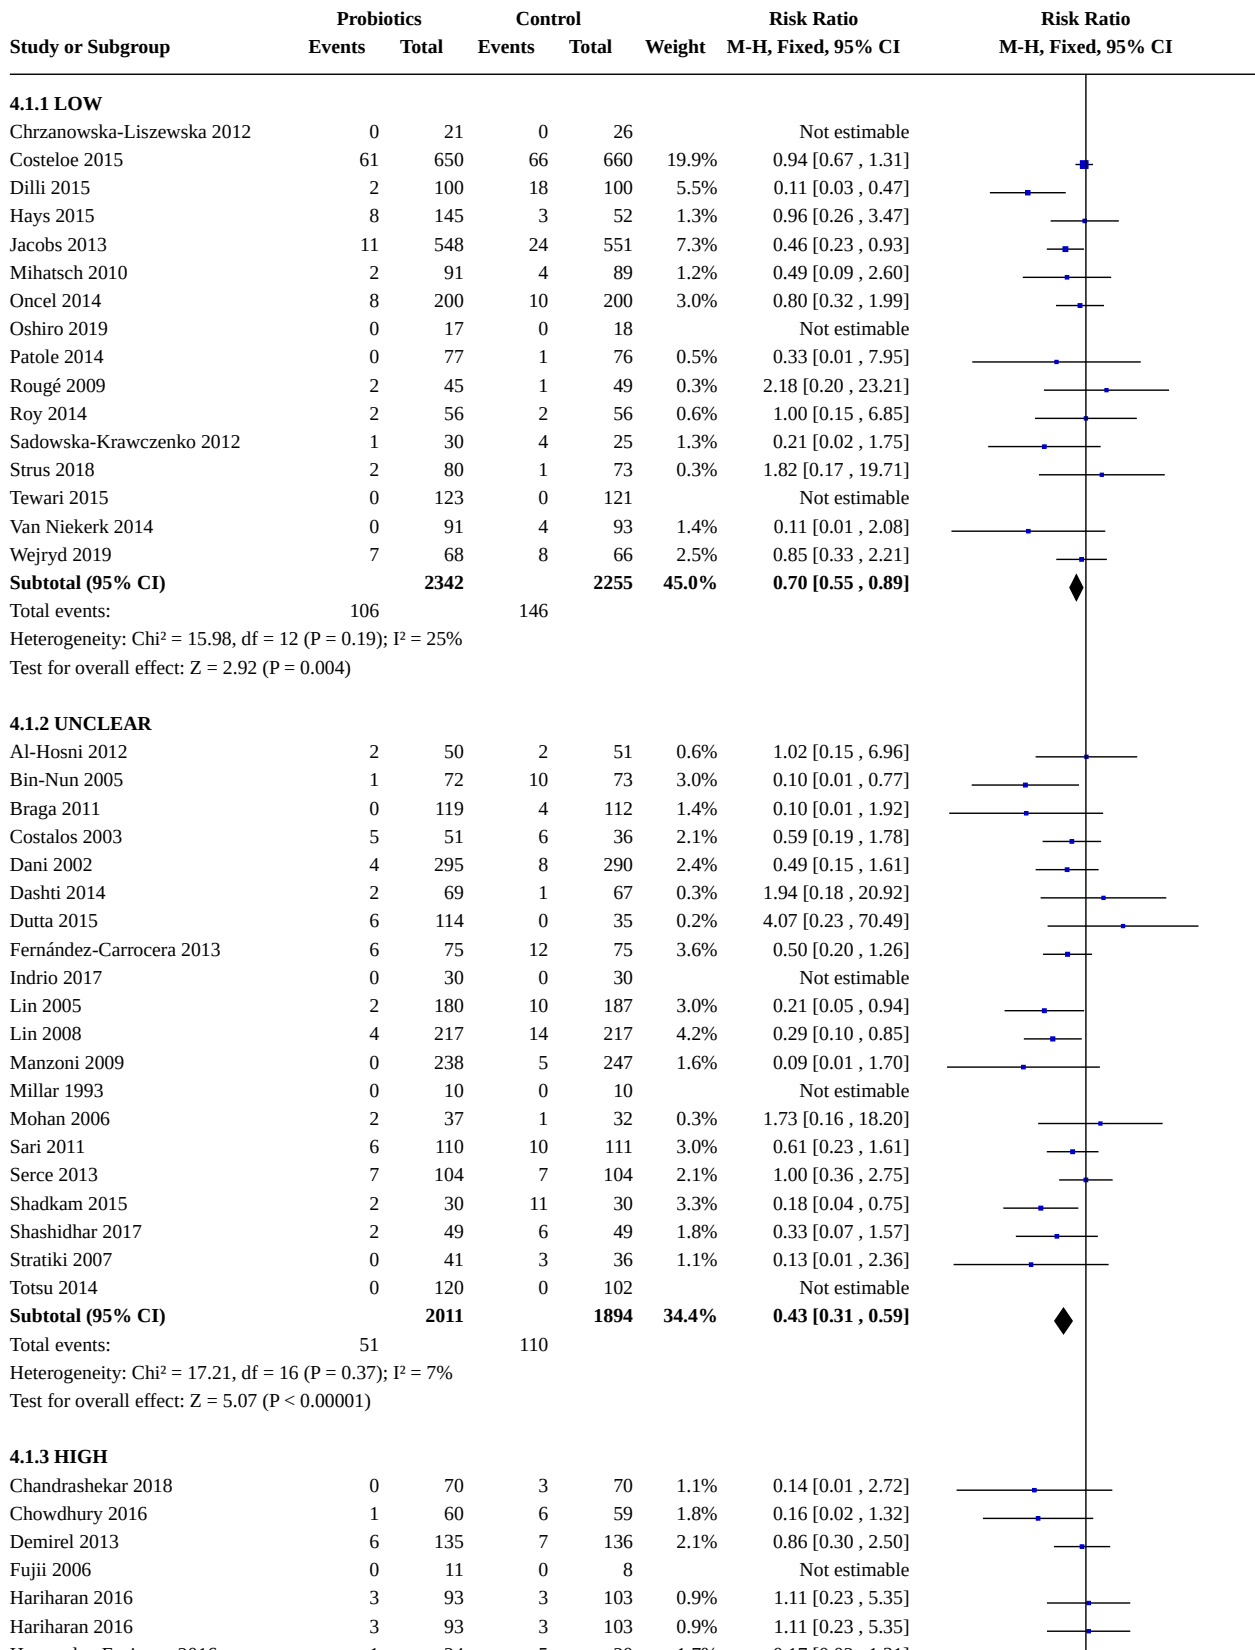 Probiotics Control Risk Ratio Risk Ratio
Study or Subgroup Events Total Events Total Weight M-H, Fixed, 95% CI M-H, Fixed, 95% CI
4.1.1 LOW
Chrzanowska-Liszewska 2012 0 21 0 26 Not estimable
Costeloe 2015 61 650 66 660 19.9% 0.94 [0.67 , 1.31]
Dilli 2015 2 100 18 100 5.5% 0.11 [0.03 , 0.47]
Hays 2015 8 145 3 52 1.3% 0.96 [0.26 , 3.47]
Jacobs 2013 11 548 24 551 7.3% 0.46 [0.23 , 0.93]
Mihatsch 2010 2 91 4 89 1.2% 0.49 [0.09 , 2.60]
Oncel 2014 8 200 10 200 3.0% 0.80 [0.32 , 1.99]
Oshiro 2019 0 17 0 18 Not estimable
Patole 2014 0 77 1 76 0.5% 0.33 [0.01 , 7.95]
Rougé 2009 2 45 1 49 0.3% 2.18 [0.20 , 23.21]
Roy 2014 2 56 2 56 0.6% 1.00 [0.15 , 6.85]
Sadowska-Krawczenko 2012 1 30 4 25 1.3% 0.21 [0.02 , 1.75]
Strus 2018 2 80 1 73 0.3% 1.82 [0.17 , 19.71]
Tewari 2015 0 123 0 121 Not estimable
Van Niekerk 2014 0 91 4 93 1.4% 0.11 [0.01 , 2.08]
Wejryd 2019 7 68 8 66 2.5% 0.85 [0.33 , 2.21]
Subtotal (95% CI) 2342 2255 45.0% 0.70 [0.55 , 0.89]
Total events: 106 146
Heterogeneity: Chi² = 15.98, df = 12 (P = 0.19); I² = 25%
Test for overall effect: Z = 2.92 (P = 0.004)
4.1.2 UNCLEAR
Al-Hosni 2012 2 50 2 51 0.6% 1.02 [0.15 , 6.96]
Bin-Nun 2005 1 72 10 73 3.0% 0.10 [0.01 , 0.77]
Braga 2011 0 119 4 112 1.4% 0.10 [0.01 , 1.92]
Costalos 2003 5 51 6 36 2.1% 0.59 [0.19 , 1.78]
Dani 2002 4 295 8 290 2.4% 0.49 [0.15 , 1.61]
Dashti 2014 2 69 1 67 0.3% 1.94 [0.18 , 20.92]
Dutta 2015 6 114 0 35 0.2% 4.07 [0.23 , 70.49]
Fernández-Carrocera 2013 6 75 12 75 3.6% 0.50 [0.20 , 1.26]
Indrio 2017 0 30 0 30 Not estimable
Lin 2005 2 180 10 187 3.0% 0.21 [0.05 , 0.94]
Lin 2008 4 217 14 217 4.2% 0.29 [0.10 , 0.85]
Manzoni 2009 0 238 5 247 1.6% 0.09 [0.01 , 1.70]
Millar 1993 0 10 0 10 Not estimable
Mohan 2006 2 37 1 32 0.3% 1.73 [0.16 , 18.20]
Sari 2011 6 110 10 111 3.0% 0.61 [0.23 , 1.61]
Serce 2013 7 104 7 104 2.1% 1.00 [0.36 , 2.75]
Shadkam 2015 2 30 11 30 3.3% 0.18 [0.04 , 0.75]
Shashidhar 2017 2 49 6 49 1.8% 0.33 [0.07 , 1.57]
Stratiki 2007 0 41 3 36 1.1% 0.13 [0.01 , 2.36]
Totsu 2014 0 120 0 102 Not estimable
Subtotal (95% CI) 2011 1894 34.4% 0.43 [0.31 , 0.59]
Total events: 51 110
Heterogeneity: Chi² = 17.21, df = 16 (P = 0.37); I² = 7%
Test for overall effect: Z = 5.07 (P < 0.00001)
4.1.3 HIGH
Chandrashekar 2018 0 70 3 70 1.1% 0.14 [0.01 , 2.72]
Chowdhury 2016 1 60 6 59 1.8% 0.16 [0.02 , 1.32]
Demirel 2013 6 135 7 136 2.1% 0.86 [0.30 , 2.50]
Fujii 2006 0 11 0 8 Not estimable
Hariharan 2016 3 93 3 103 0.9% 1.11 [0.23 , 5.35]
Hariharan 2016 3 93 3 103 0.9% 1.11 [0.23 , 5.35]